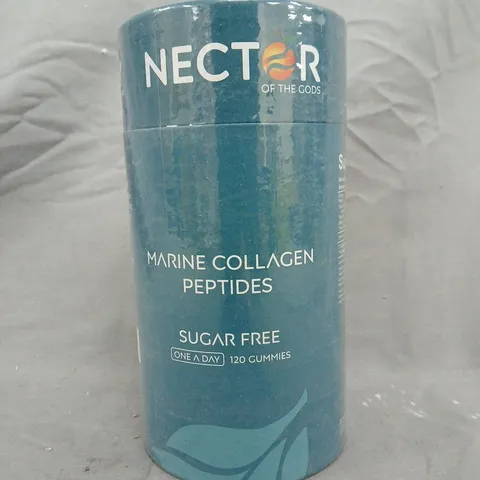 NECTOR
OF THE GODS
MARINE COLLAGEN
PEPTIDES
SUGAR FREE
ONE A DAY 120 GUMMIES